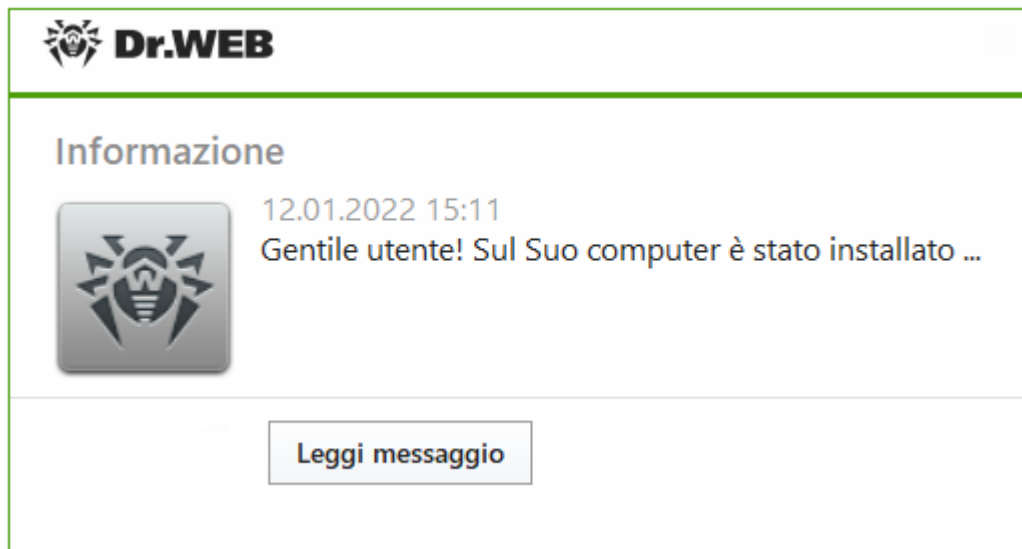 Dr.WEB
Informazione
12.01.2022 15:11
Gentile utente! Sul Suo computer è stato installato ...
Leggi messaggio